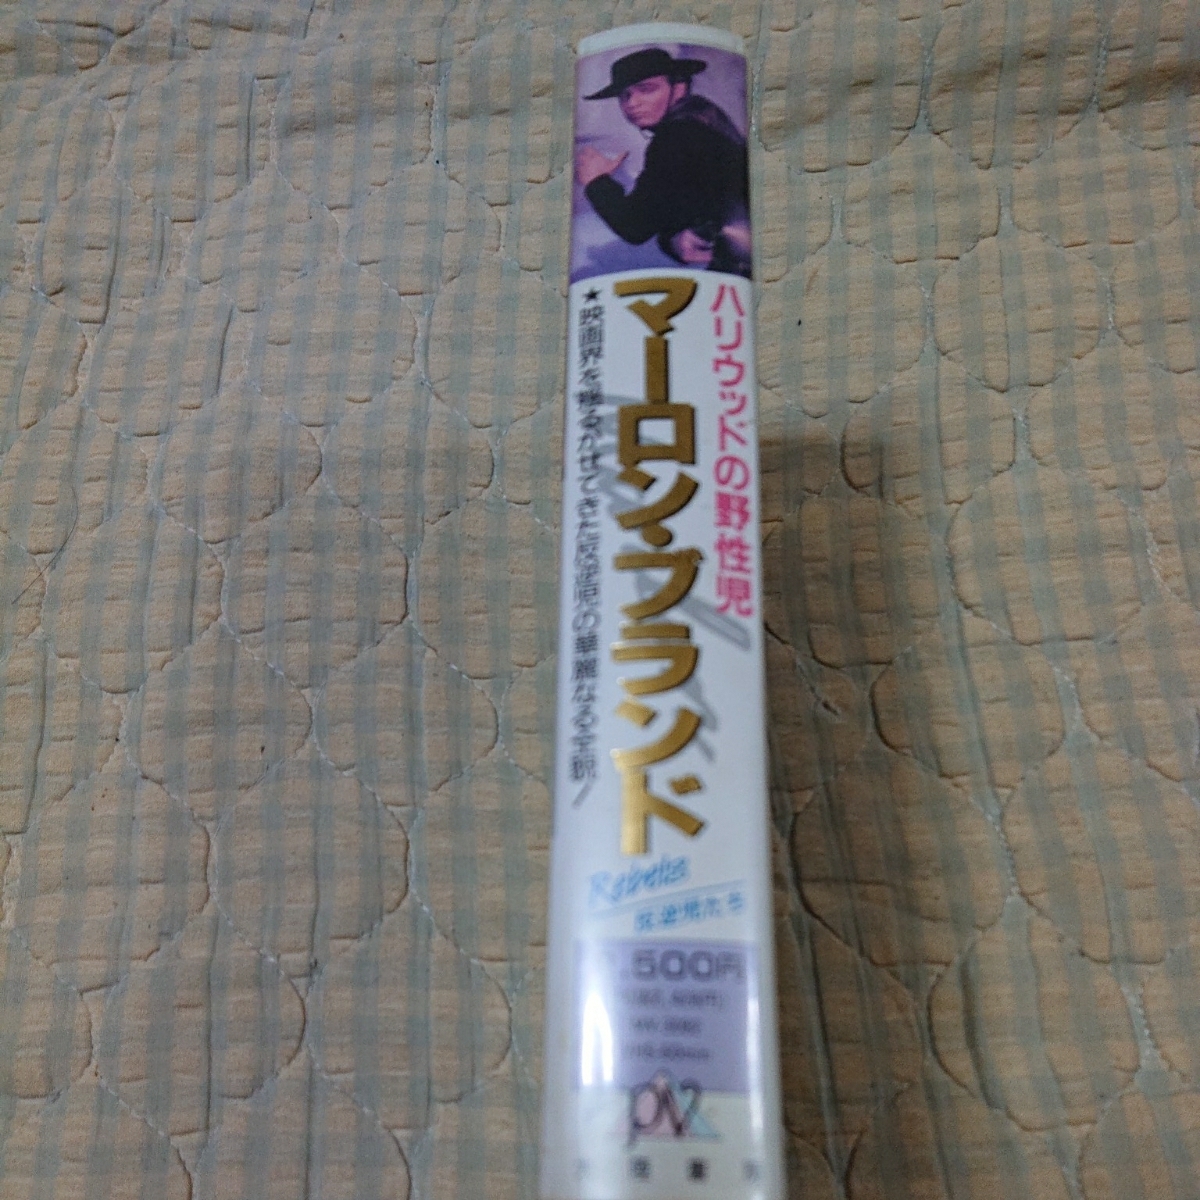 ハリウッドの野性児
マーロン・ブランド
★映画界を揺るがせてきた反逆児の華麗なる全貌!
Rebels
反逆児たち
,500円